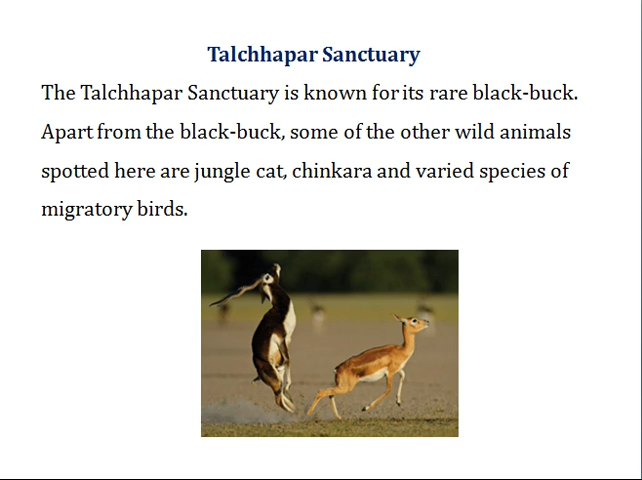 Talchhapar Sanctuary
The Talchhapar Sanctuary is known for its rare black-buck.
Apart from the black-buck, some of the other wild animals
spotted here are jungle cat, chinkara and varied species of
migratory birds.